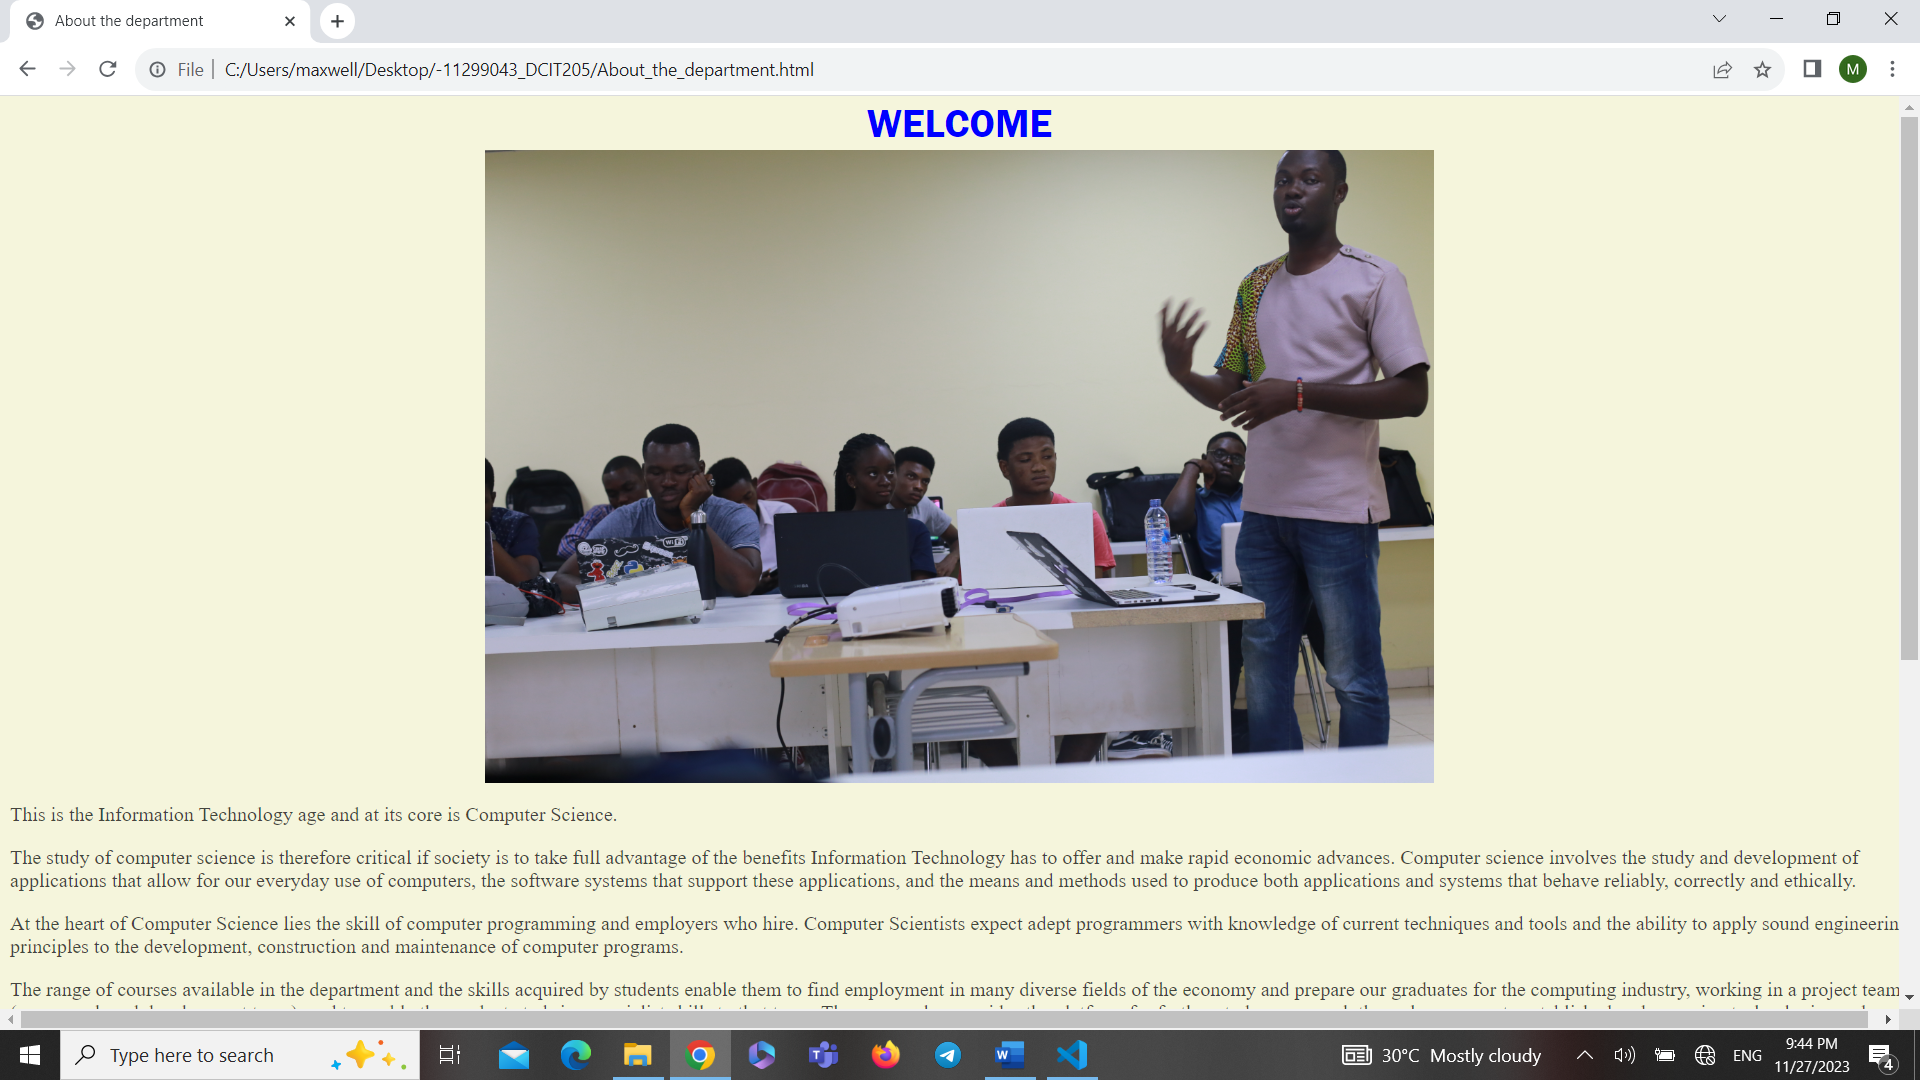 About the department
File
C:/Users/maxwell/Desktop/-11299043_DCIT205/About_the_department.html
M
WELCOME
This is the Information Technology age and at its core is Computer Science.
The study of computer science is therefore critical if society is to take full advantage of the benefits Information Technology has to offer and make rapid economic advances. Computer science involves the study and development of
applications that allow for our everyday use of computers, the software systems that support these applications, and the means and methods used to produce both applications and systems that behave reliably, correctly and ethically.
At the heart of Computer Science lies the skill of computer programming and employers who hire. Computer Scientists expect adept programmers with knowledge of current techniques and tools and the ability to apply sound engineerin
principles to the development, construction and maintenance of computer programs.
The range of courses available in the department and the skills acquired by students enable them to find employment in many diverse fields of the economy and prepare our graduates for the computing industry, working in a project team
Type here to search
30°C Mostly cloudy
ENG
9:44 PM
11/27/2023
4